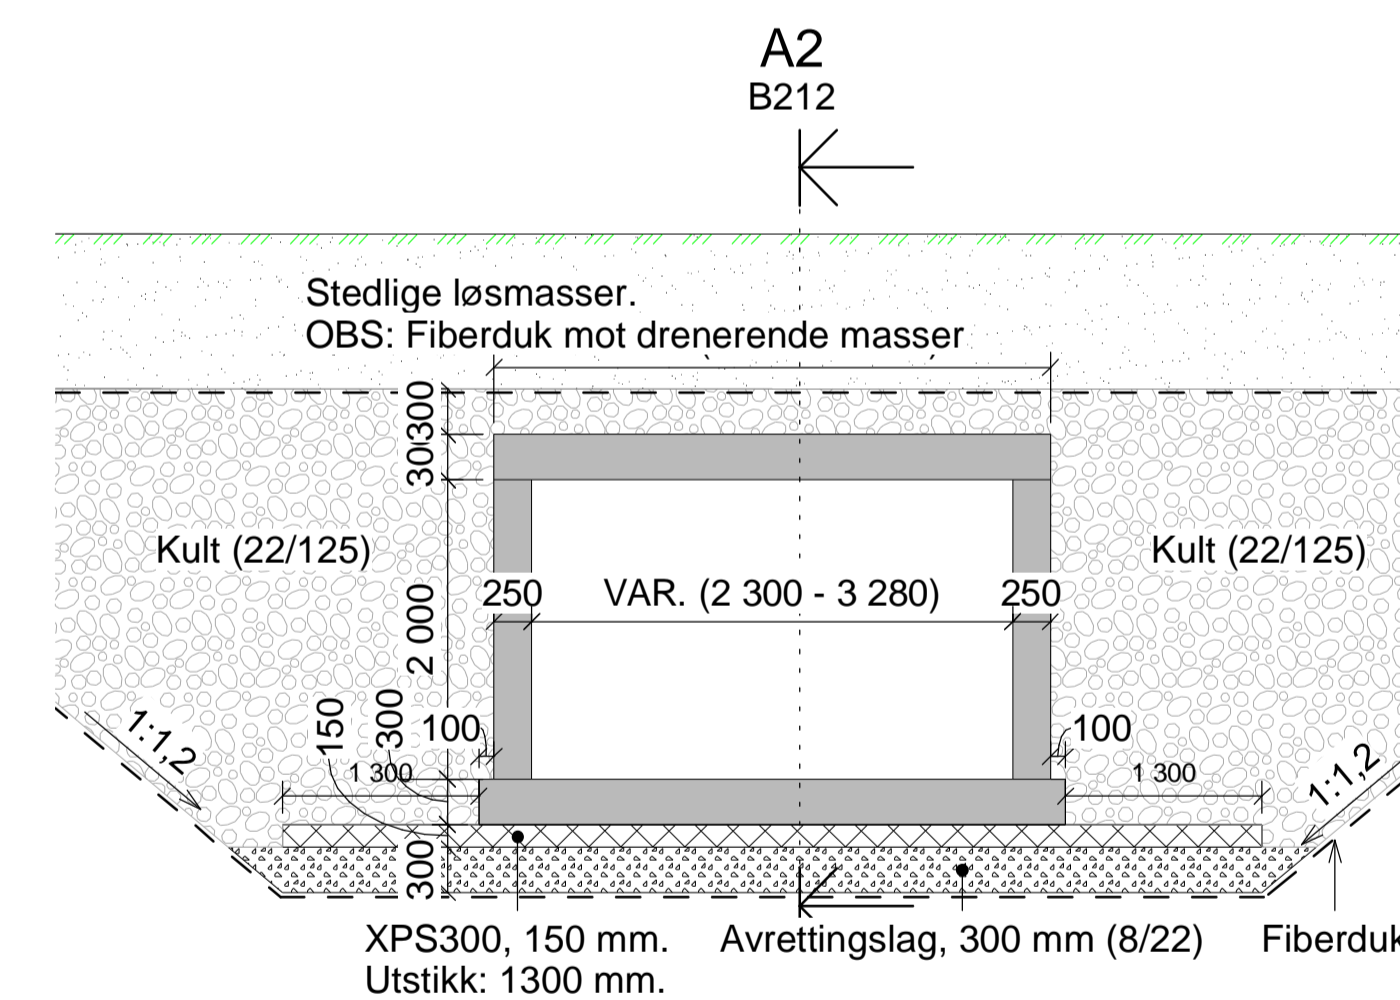 A2
B212
Stedlige løsmasser.
OBS: Fiberduk mot drenerende masser
300
300
Kult (22/125)
Kult (22/125)
250
VAR. (2 300 - 3 280)
250
2 000
1:1,2
150
300
100
100
1 300
1 300
1:1,2
300
XPS300, 150 mm.
Utstikk: 1300 mm.
Avrettingslag, 300 mm (8/22)
Fiberduk